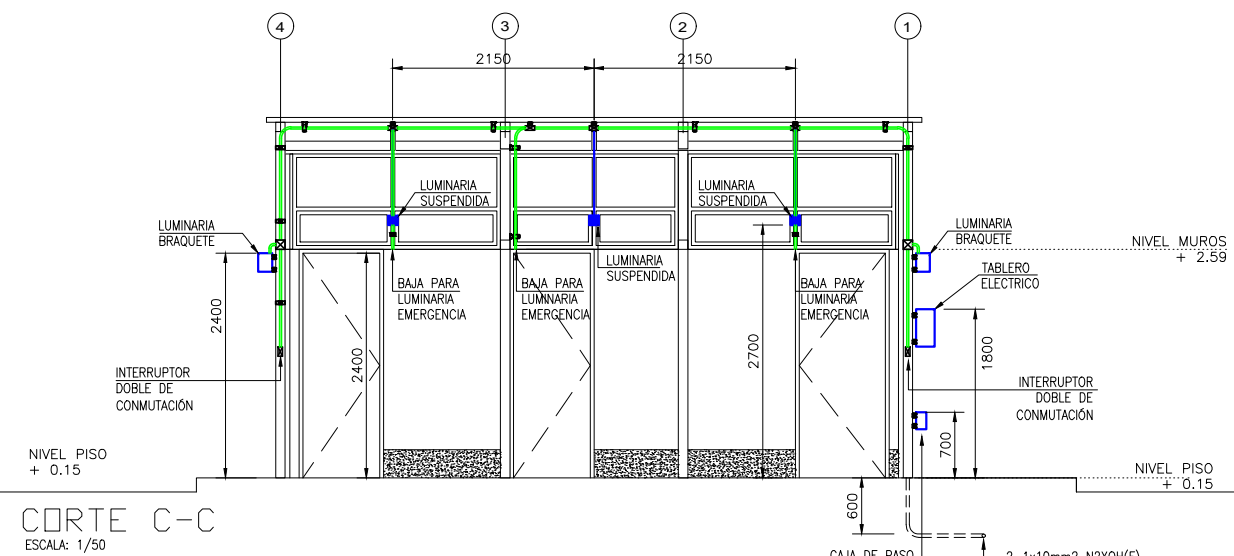 4
3
2
1
2150
2150
LUMINARIA
SUSPENDIDA
LUMINARIA
SUSPENDIDA
LUMINARIA
BRAQUETE
LUMINARIA
BRAQUETE
NIVEL MUROS
+ 2.59
LUMINARIA
SUSPENDIDA
TABLERO
ELECTRICO
BAJA PARA
LUMINARIA
EMERGENCIA
BAJA PARA
LUMINARIA
EMERGENCIA
BAJA PARA
LUMINARIA
EMERGENCIA
2400
2400
2700
1800
INTERRUPTOR
DOBLE DE
CONMUTACIÓN
INTERRUPTOR
DOBLE DE
CONMUTACIÓN
700
NIVEL PISO
+ 0.15
NIVEL PISO
+ 0.15
600
CORTE C-C
ESCALA: 1/50
CAJA DE PASO
2-1x10mm2 N2XOH(F)